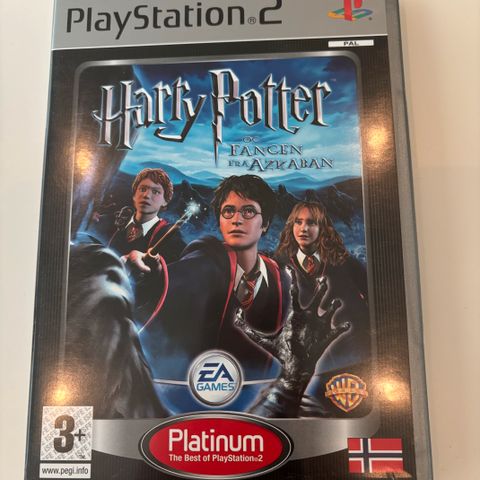 PlayStation®2
PAL
Harry Potter
OG
FANGEN
FRA AZKABAN
EA
GAMES
WB
3+
www.pegi.info
Platinum
The Best of PlayStation®2